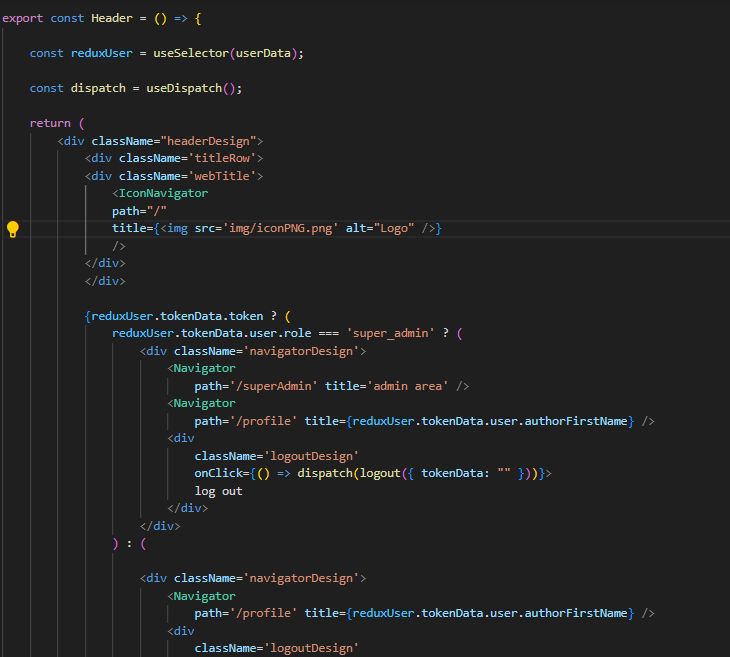 export const Header = () => {
const reduxUser = useSelector(userData);
const dispatch = useDispatch();
return (
<div className="headerDesign">
<div className='titleRow'>
<div className='webTitle'>
<IconNavigator
path="/"
title={<img src='img/iconPNG.png' alt="Logo" />}
/>
</div>
</div>
{reduxUser.tokenData.token ? (
reduxUser.tokenData.user.role === 'super_admin' ? (
<div className='navigatorDesign'>
<Navigator
path='/superAdmin' title='admin area' />
<Navigator
path='/profile' title={reduxUser.tokenData.user.authorFirstName} />
<div
className='logoutDesign'
onClick={() => dispatch(logout({ tokenData: "" }))}>
log out
</div>
</div>
) : (
<div className='navigatorDesign'>
<Navigator
path='/profile' title={reduxUser.tokenData.user.authorFirstName} />
<div
className='logoutDesign'